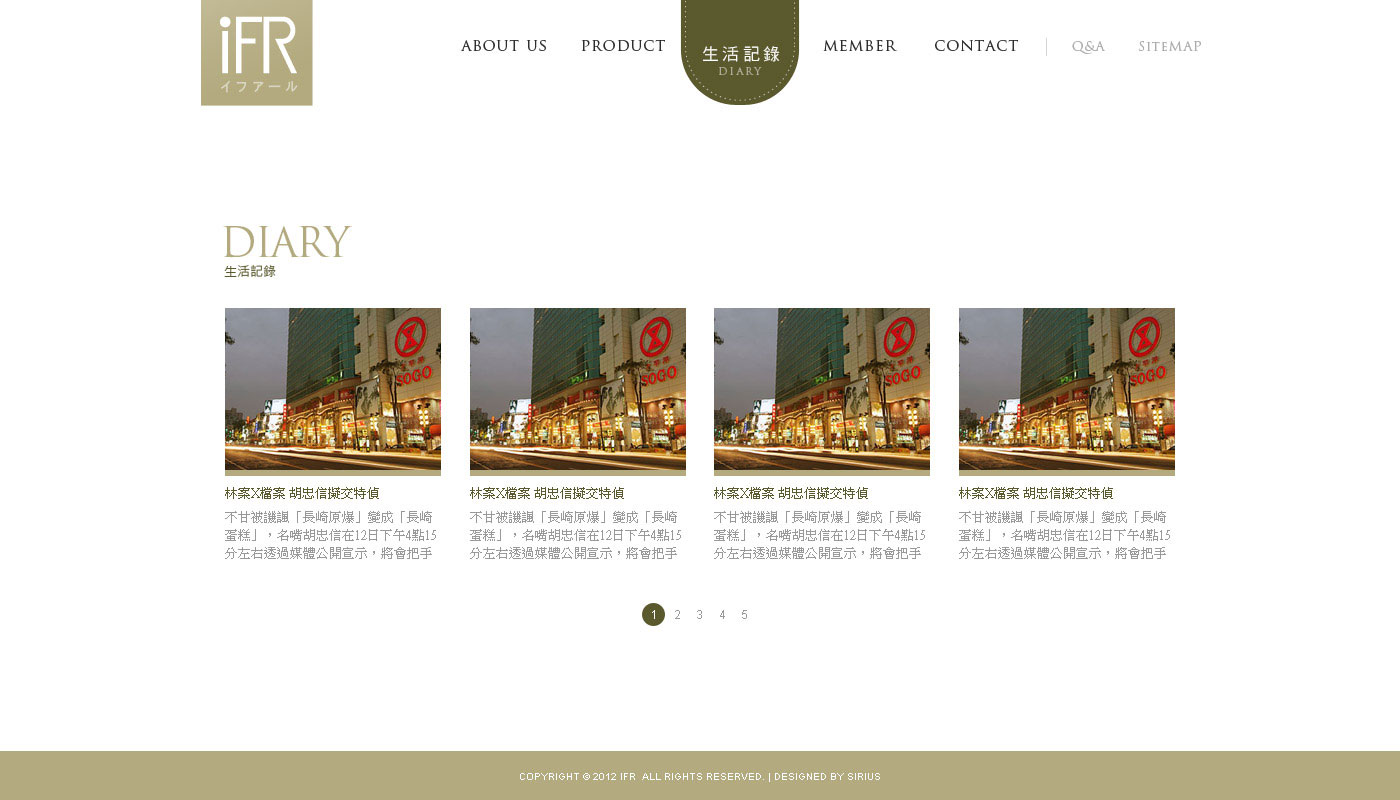 iFR
イファール
ABOUT US PRODUCT 生活記錄 MEMBER CONTACT Q&A SITEMAP
DIARY
DIARY
生活記錄
SOGO SOGO SOGO SOGO
林案X檔案 胡忠信擬交特偵 林案X檔案 胡忠信擬交特偵 林案X檔案 胡忠信擬交特偵 林案X檔案 胡忠信擬交特偵
不甘被譏諷「長崎原爆」變成「長崎 不甘被譏諷「長崎原爆」變成「長崎 不甘被譏諷「長崎原爆」變成「長崎 不甘被譏諷「長崎原爆」變成「長崎
蛋糕」，名嘴胡忠信在12日下午4點15 蛋糕」，名嘴胡忠信在12日下午4點15 蛋糕」，名嘴胡忠信在12日下午4點15 蛋糕」，名嘴胡忠信在12日下午4點15
分左右透過媒體公開宣示，將會把手 分左右透過媒體公開宣示，將會把手 分左右透過媒體公開宣示，將會把手 分左右透過媒體公開宣示，將會把手
1 2 3 4 5
COPYRIGHT © 2012 IFR ALL RIGHTS RESERVED. | DESIGNED BY SIRIUS